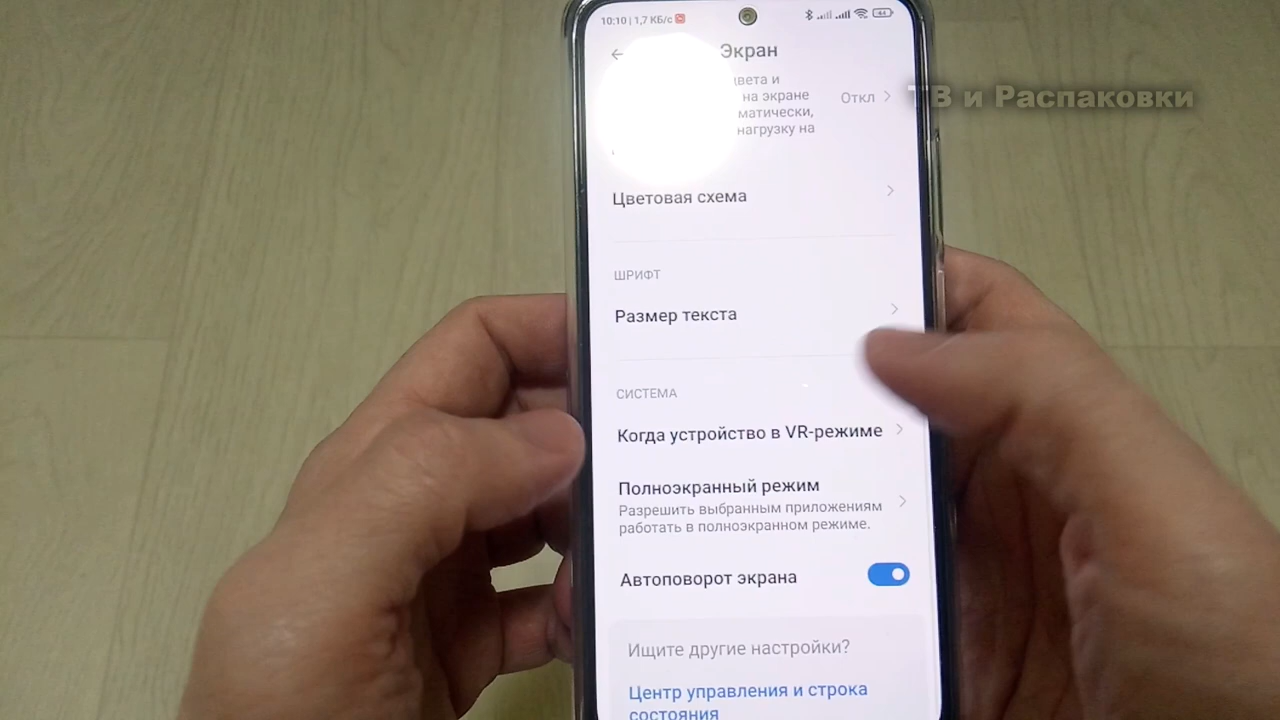 10:10 | 1,7 КБ/с
44
Экран
цвета и
на экране
матически,
нагрузку на
Откл
ТВ и Распаковки
Цветовая схема
ШРИФТ
Размер текста
СИСТЕМА
Когда устройство в VR-режиме
Полноэкранный режим
Разрешить выбранным приложениям
работать в полноэкранном режиме.
Автоповорот экрана
Ищите другие настройки?
Центр управления и строка
состояния